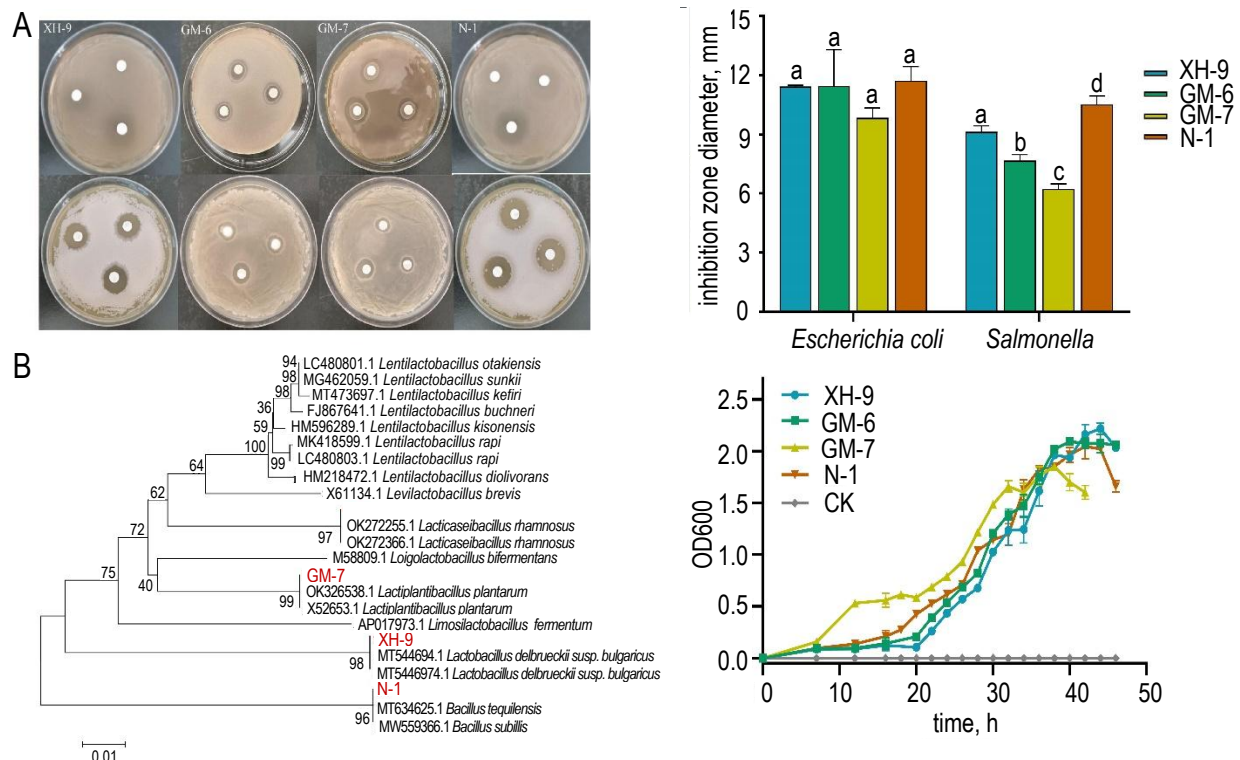 A
XH-9
GM-6
GM-7
N-1
inhibition zone diameter, mm
12
9
6
3
0
a
a
a
a
a
b
c
d
Escherichia coli
Salmonella
XH-9
GM-6
GM-7
N-1
B
94
98
98
36
59
100
99
64
62
97
72
75
40
99
98
96
LC480801.1 Lentilactobacillus otakiensis
MG462059.1 Lentilactobacillus sunkii
MT473697.1 Lentilactobacillus kefiri
FJ867641.1 Lentilactobacillus buchneri
HM596289.1 Lentilactobacillus kisonensis
MK418599.1 Lentilactobacillus rapi
LC480803.1 Lentilactobacillus rapi
HM218472.1 Lentilactobacillus diolivorans
X61134.1 Levilactobacillus brevis
OK272255.1 Lacticaseibacillus rhamnosus
OK272366.1 Lacticaseibacillus rhamnosus
M58809.1 Loigolactobacillus bifermentans
GM-7
OK326538.1 Lactiplantibacillus plantarum
X52653.1 Lactiplantibacillus plantarum
AP017973.1 Limosilactobacillus fermentum
XH-9
MT544694.1 Lactobacillus delbrueckii susp. bulgaricus
MT5446974.1 Lactobacillus delbrueckii susp. bulgaricus
N-1
MT634625.1 Bacillus tequilensis
MW559366.1 Bacillus subillis
0.01
OD600
2.5
2.0
1.5
1.0
0.5
0.0
XH-9
GM-6
GM-7
N-1
CK
0
10
20
30
40
50
time, h